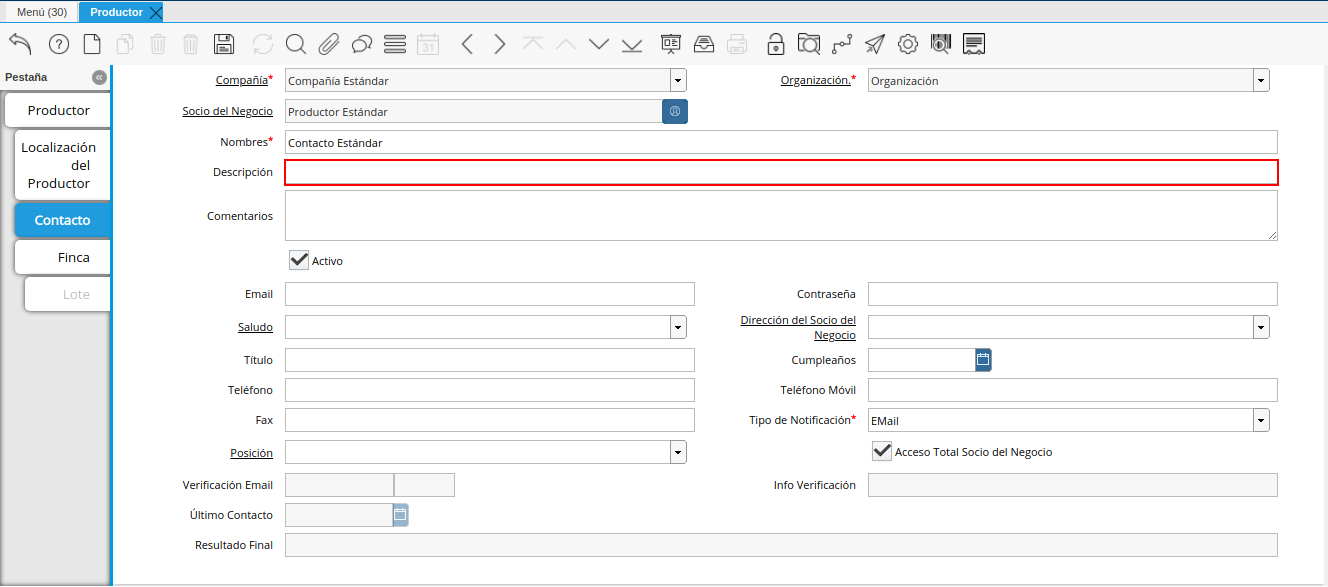 Menú (30)
Productor
31
Pestaña
Productor
Localización
del
Productor
Contacto
Finca
Lote
Compañía*
Compañía Estándar
Organización.*
Organización
Socio del Negocio
Productor Estándar
Nombres*
Contacto Estándar
Descripción
Comentarios
Activo
Email
Contraseña
Saludo
Dirección del Socio del
Negocio
Título
Cumpleaños
Teléfono
Teléfono Móvil
Fax
Tipo de Notificación*
EMail
Posición
Acceso Total Socio del Negocio
Verificación Email
Info Verificación
Último Contacto
Resultado Final